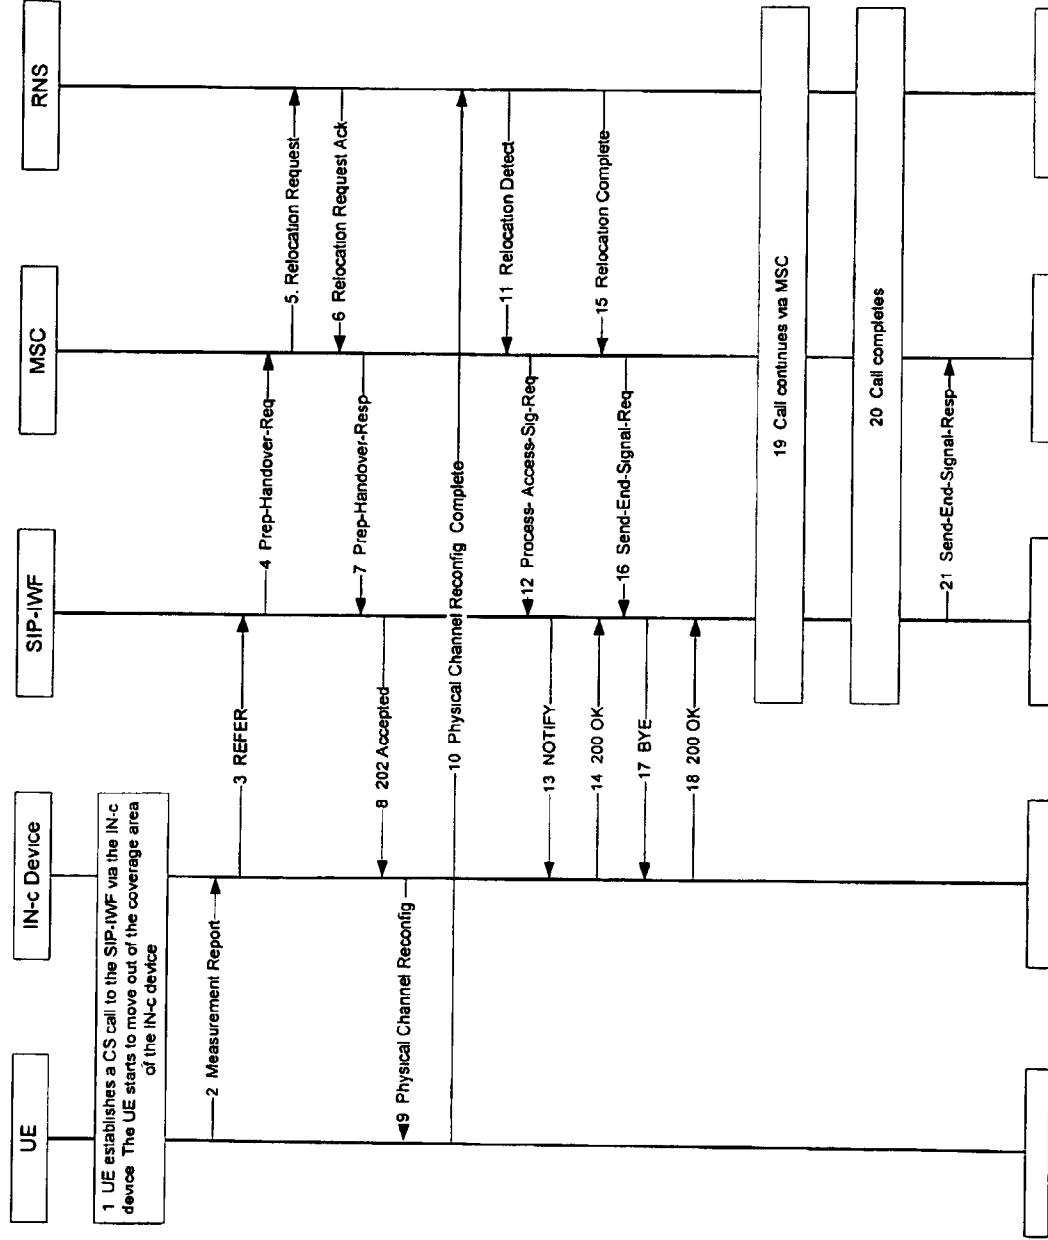 UE
IN-c Device
SIP-IWF
MSC
RNS
1 UE establishes a CS call to the SIP-IWF via the IN-c
device The UE starts to move out of the coverage area
of the IN-c device
2 Measurement Report
3 REFER
4 Prep-Handover-Req
5. Relocation Request
6 Relocation Request Ack
7 Prep-Handover-Resp
8 202 Accepted
9 Physical Channel Reconfig
10 Physical Channel Reconfig Complete
11 Relocation Detect
12 Process- Access-Sig-Req
13 NOTIFY
14 200 OK
15 Relocation Complete
16 Send-End-Signal-Req
17 BYE
18 200 OK
19 Call continues via MSC
20 Call completes
21 Send-End-Signal-Resp